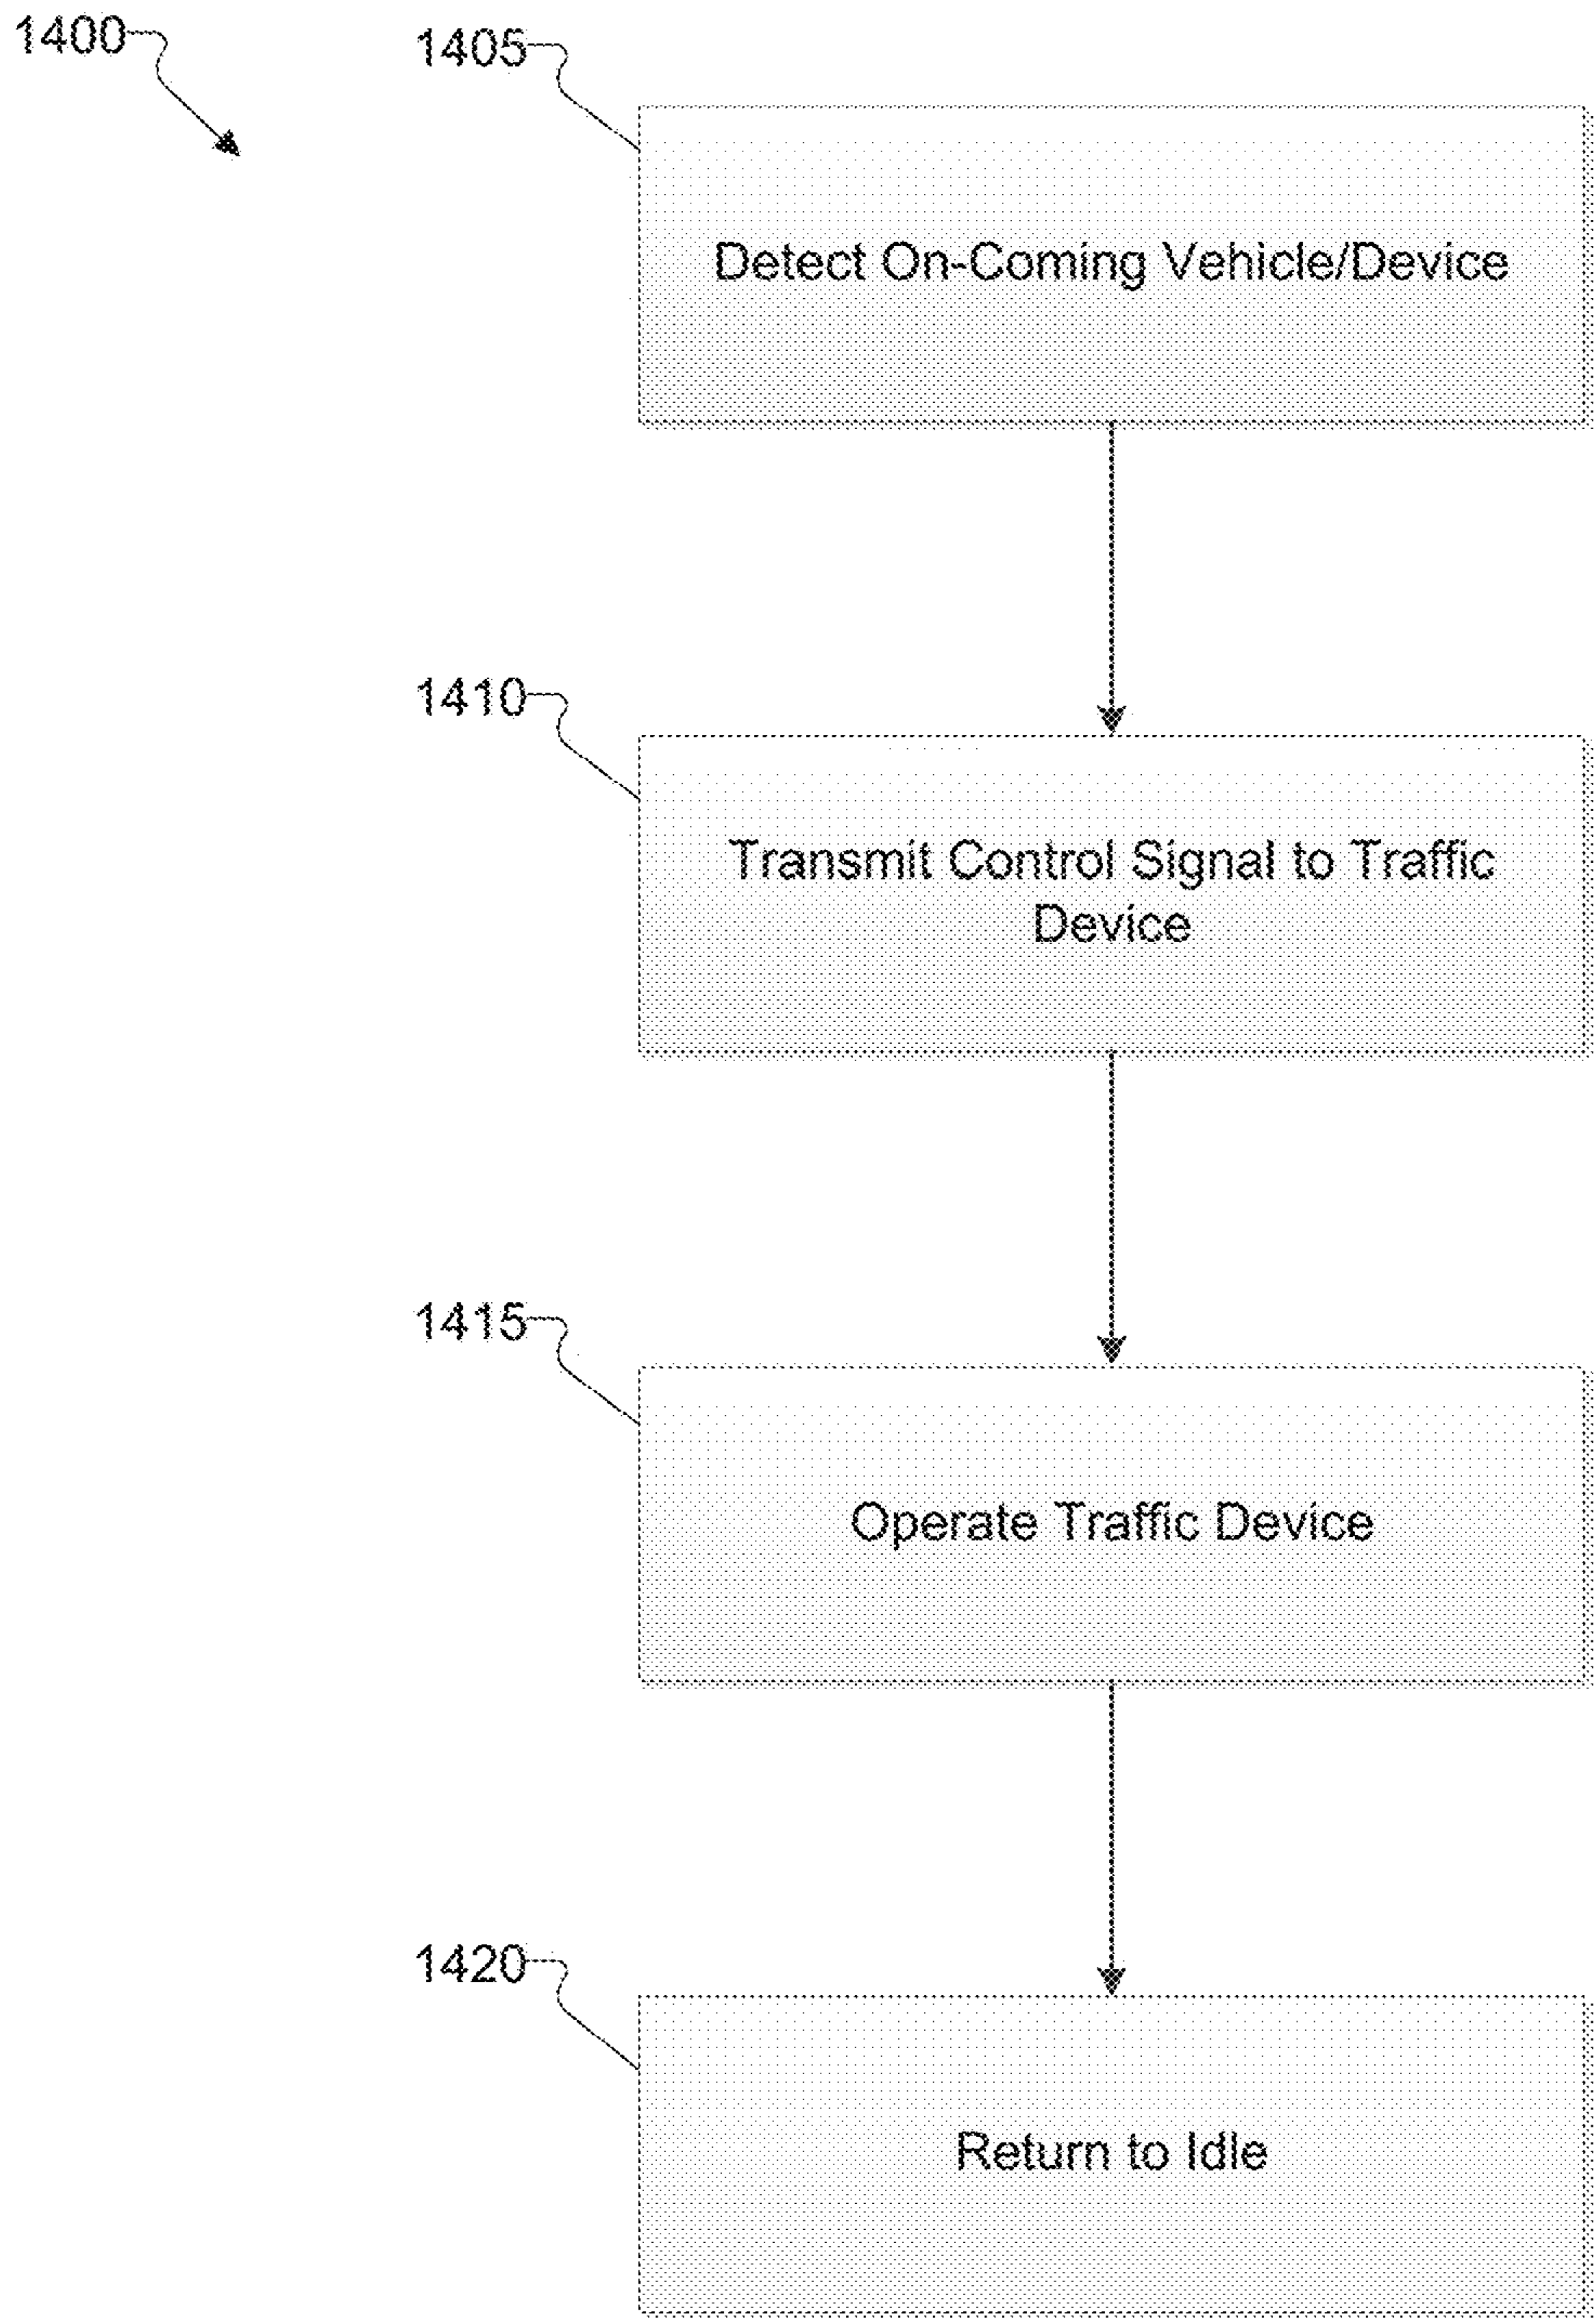 1400
1405
Detect On-Coming Vehicle/Device
1410
Transmit Control Signal to Traffic
Device
1415
Operate Traffic Device
1420
Return to Idle